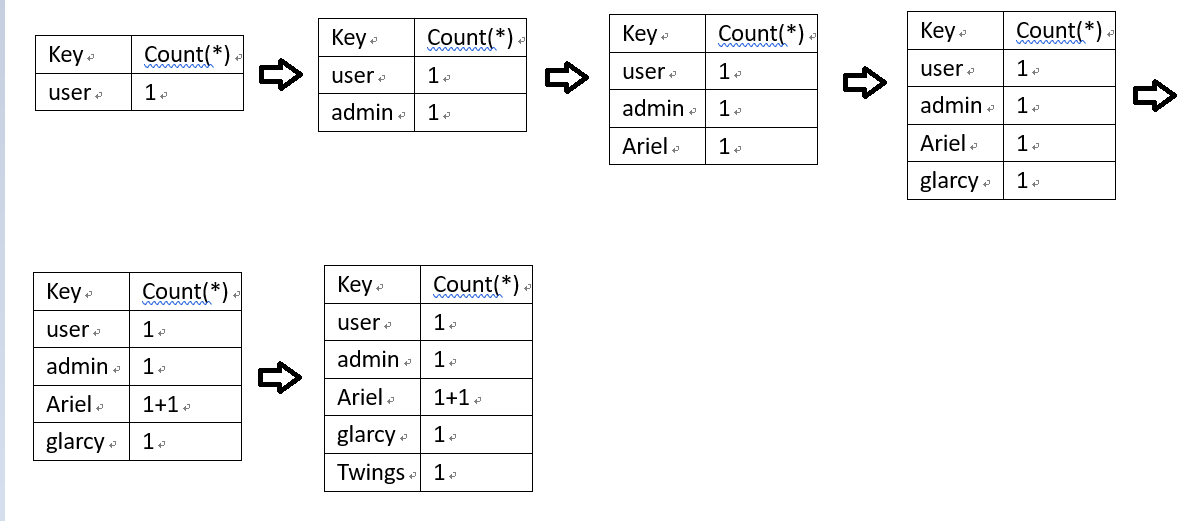 Key Count(*)
user 1
Key Count(*)
user 1
admin 1
Key Count(*)
user 1
admin 1
Ariel 1
Key Count(*)
user 1
admin 1
Ariel 1
glarcy 1
Key Count(*)
user 1
admin 1
Ariel 1+1
glarcy 1
Key Count(*)
user 1
admin 1
Ariel 1+1
glarcy 1
Twings 1